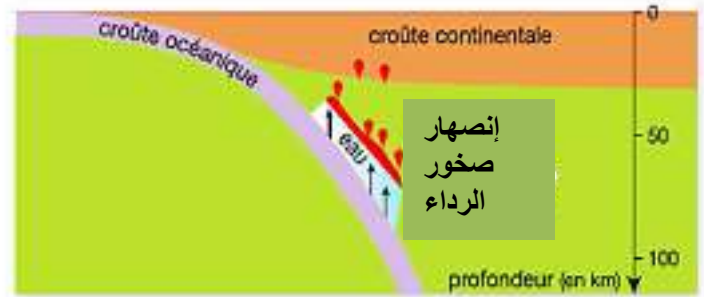 croûte océanique
croûte continentale
0
eau
إنصهار
صخور
الرداء
50
100
profondeur (en km)